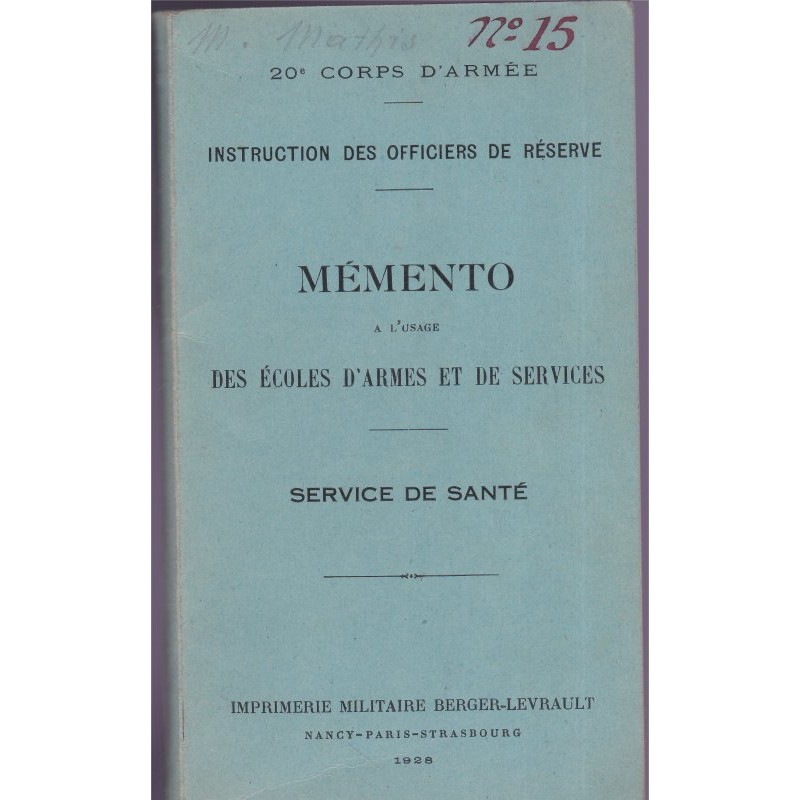 M. Mathis Nº 15
20e CORPS D'ARMÉE
INSTRUCTION DES OFFICIERS DE RÉSERVE
MÉMENTO
A L'USAGE
DES ÉCOLES D'ARMES ET DE SERVICES
SERVICE DE SANTÉ
IMPRIMERIE MILITAIRE BERGER-LEVRAULT
NANCY-PARIS-STRASBOURG
1928